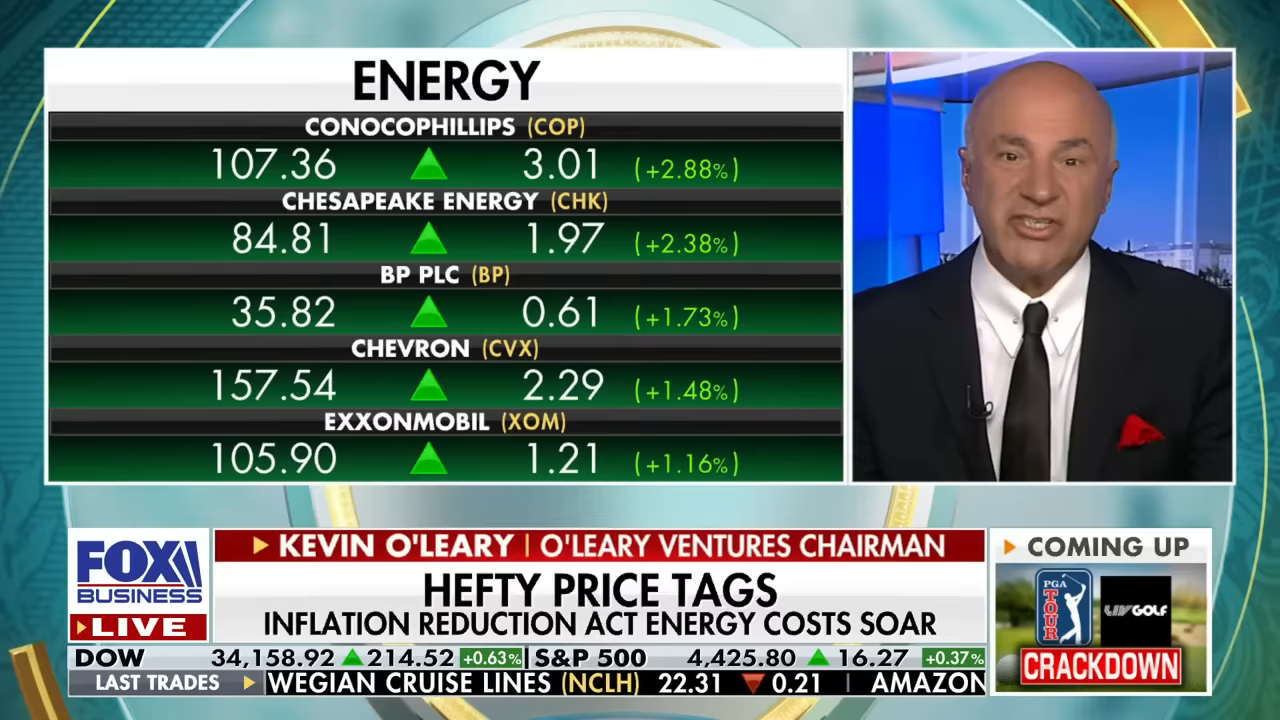 ENERGY
CONOCOPHILLIPS (COP)
107.36 3.01 (+2.88%)
CHESAPEAKE ENERGY (CHK)
84.81 1.97 (+2.38%)
BP PLC (BP)
35.82 0.61 (+1.73%)
CHEVRON (CVX)
157.54 2.29 (+1.48%)
EXXONMOBIL (XOM)
105.90 1.21 (+1.16%)
FOX
BUSINESS
LIVE
KEVIN O'LEARY | O'LEARY VENTURES CHAIRMAN
HEFTY PRICE TAGS
INFLATION REDUCTION ACT ENERGY COSTS SOAR
COMING UP
PGA TOUR
LIV GOLF
CRACKDOWN
DOW 34,158.92 214.52 +0.63% S&P 500 4,425.80 16.27 +0.37%
LAST TRADES WEGIAN CRUISE LINES (NCLH) 22.31 0.21 | AMAZON